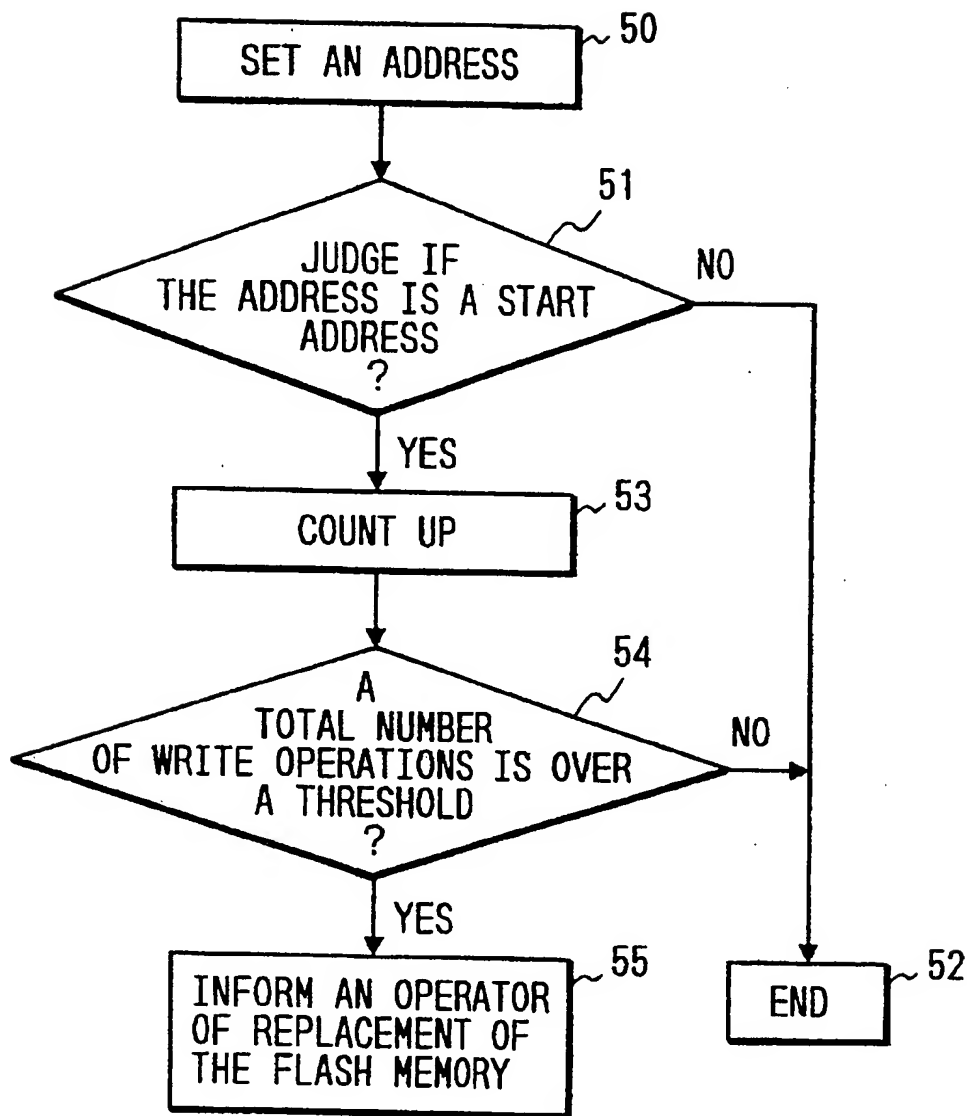 50
SET AN ADDRESS
51
JUDGE IF
THE ADDRESS IS A START
ADDRESS
?
NO
YES
53
COUNT UP
54
A
TOTAL NUMBER
OF WRITE OPERATIONS IS OVER
A THRESHOLD
?
NO
YES
55
INFORM AN OPERATOR
OF REPLACEMENT OF
THE FLASH MEMORY
52
END